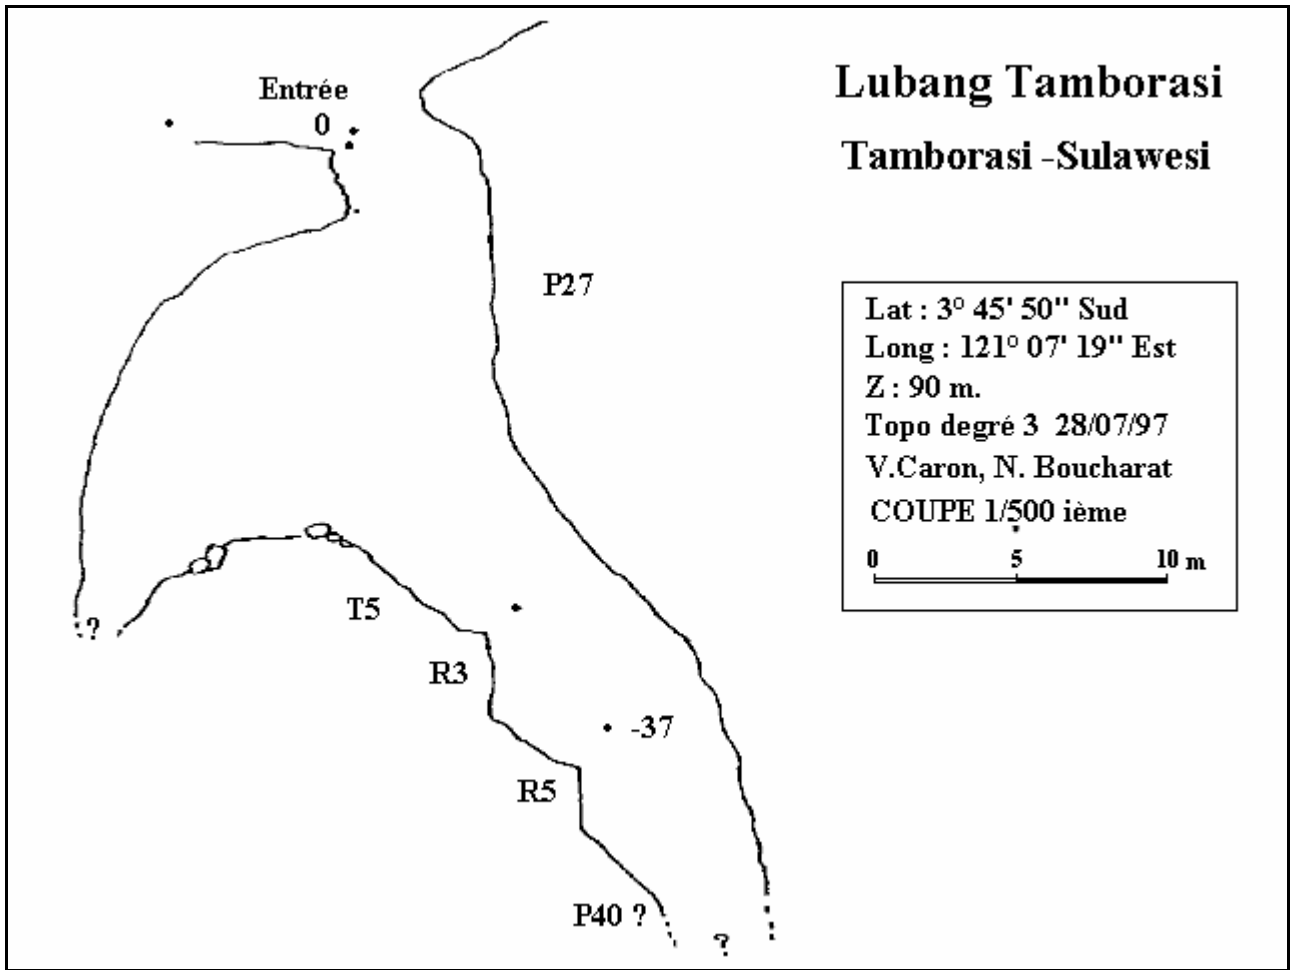 Lubang Tamborasi
Tamborasi -Sulawesi
Entrée
0
P27
Lat : 3° 45' 50" Sud
Long : 121° 07' 19" Est
Z : 90 m.
Topo degré 3 28/07/97
V.Caron, N. Boucharat
COUPE 1/500 ième
0 5 10 m
?
T5
R3
-37
R5
P40 ?
?